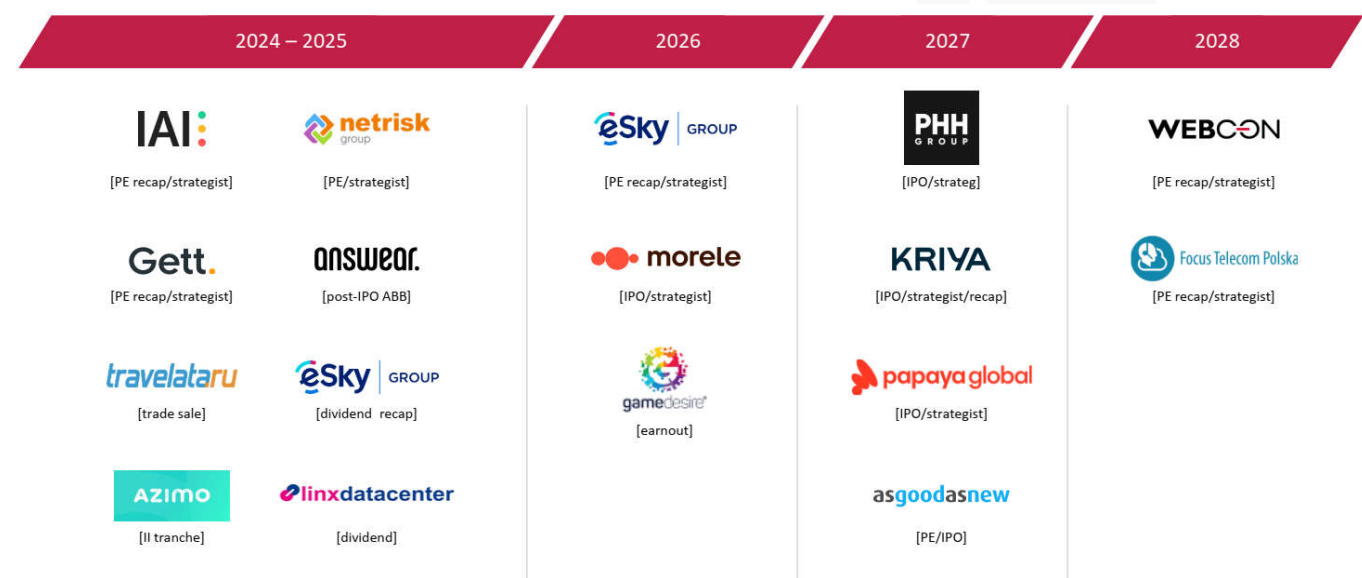 2024 – 2025
2026
2027
2028
IAI
netrisk
group
eSky GROUP
PHH
GROUP
WEBCON
[PE recap/strategist]
[PE/strategist]
[PE recap/strategist]
[IPO/strateg]
[PE recap/strategist]
Gett.
answear.
morele
KRIYA
Focus Telecom Polska
[PE recap/strategist]
[post-IPO ABB]
[IPO/strategist]
[IPO/strategist/recap]
[PE recap/strategist]
travelataru
eSky GROUP
gamedesire
papaya global
[trade sale]
[dividend recap]
[earnout]
[IPO/strategist]
AZIMO
linxdatacenter
asgoodasnew
[II tranche]
[dividend]
[PE/IPO]